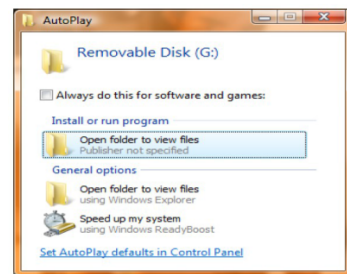 AutoPlay
Removable Disk (G:)
Always do this for software and games:
Install or run program
Open folder to view files
Publisher not specified
General options
Open folder to view files
using Windows Explorer
Speed up my system
using Windows ReadyBoost
Set AutoPlay defaults in Control Panel